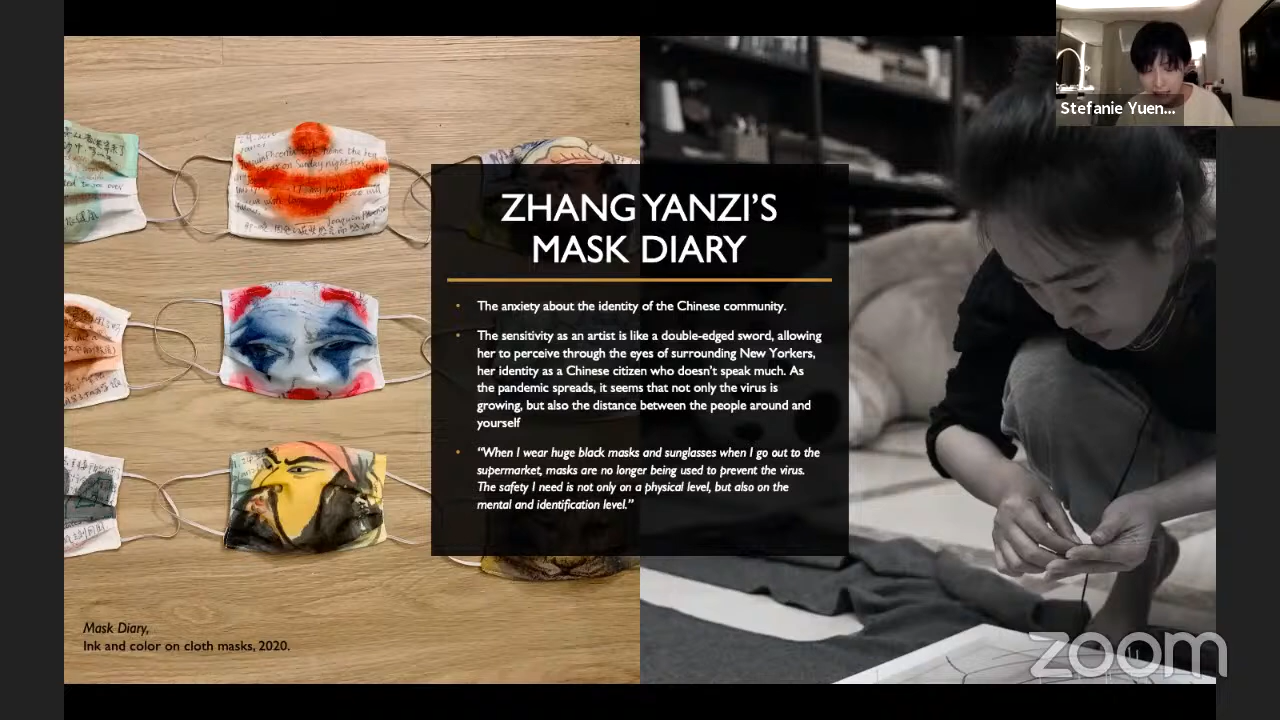 Stefanie Yuen...
ZHANG YANZI'S
MASK DIARY
• The anxiety about the identity of the Chinese community.
• The sensitivity as an artist is like a double-edged sword, allowing
her to perceive through the eyes of surrounding New Yorkers,
her identity as a Chinese citizen who doesn't speak much. As
the pandemic spreads, it seems that not only the virus is
growing, but also the distance between the people around and
yourself
• “When I wear huge black masks and sunglasses when I go out to the
supermarket, masks are no longer being used to prevent the virus.
The safety I need is not only on a physical level, but also on the
mental and identification level.”
Mask Diary,
Ink and color on cloth masks, 2020.
zoom